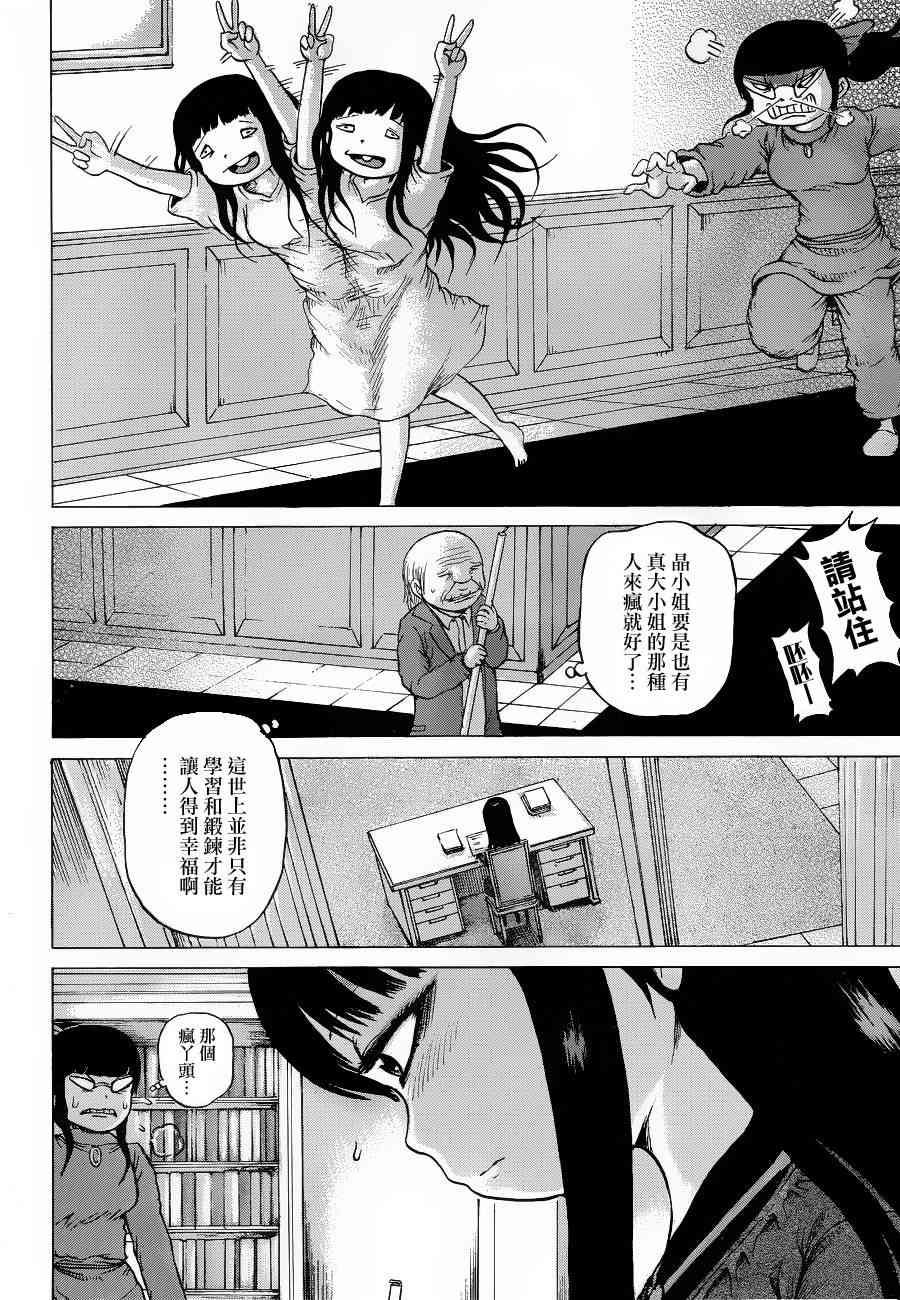 請站住
呸呸ー
晶小姐要是也有
真大小姐的那種
人來瘋就好了…
這世上並非只有
學習和鍛鍊才能
讓人得到幸福啊
………
那個
瘋丫頭…